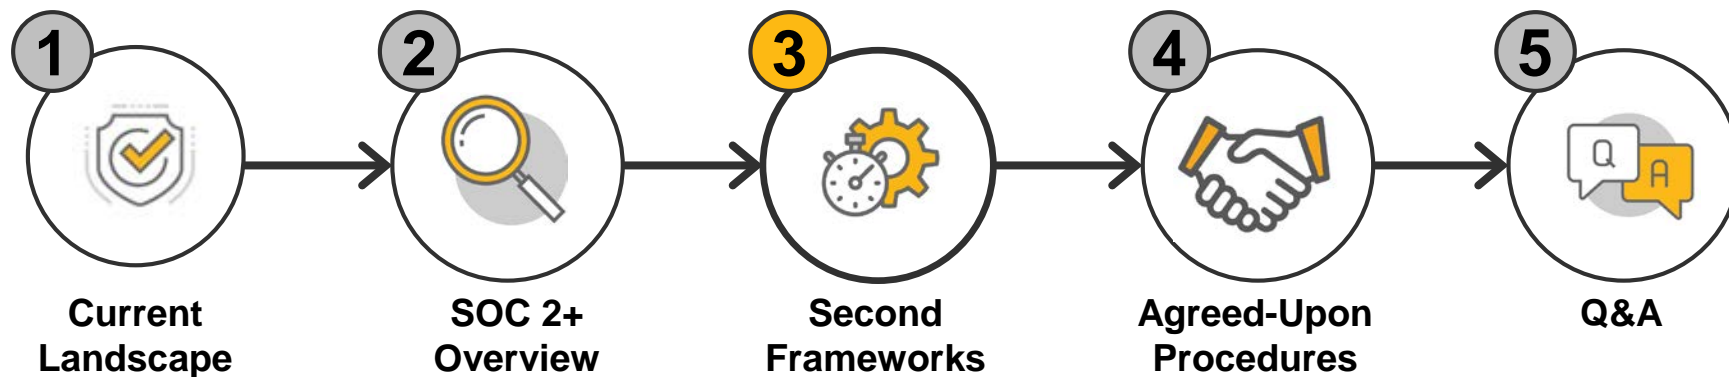 1
2
3
4
5
Q
A
Current
Landscape
SOC 2+
Overview
Second
Frameworks
Agreed-Upon
Procedures
Q&A